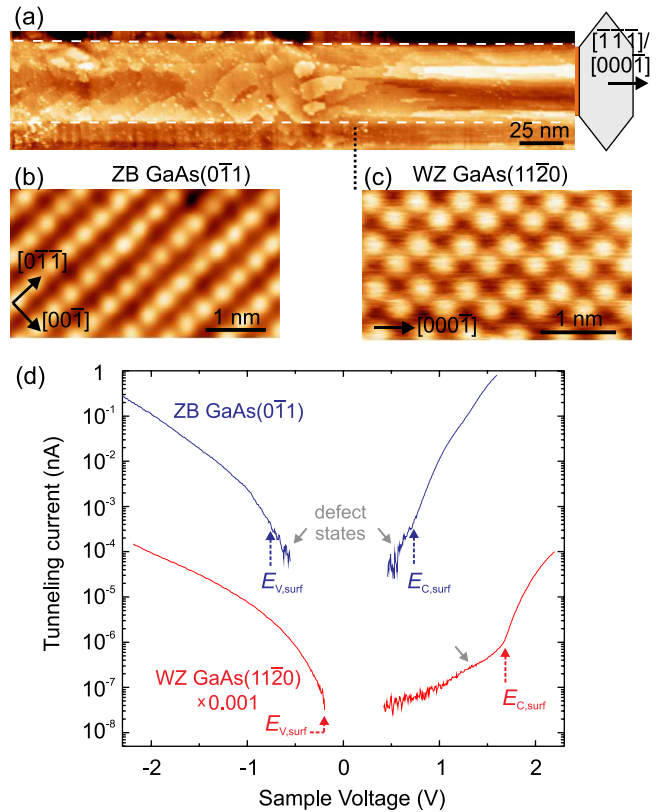 (a)
[1̄1̄1̄]/
[0001̄]
25 nm
(b)
ZB GaAs(01̄1)
(c)
WZ GaAs(112̄0)
[01̄1̄]
[001̄]
1 nm
[0001̄]
1 nm
(d)
1
10⁻¹
10⁻²
10⁻³
10⁻⁴
10⁻⁵
10⁻⁶
10⁻⁷
10⁻⁸
Tunneling current (nA)
ZB GaAs(01̄1)
defect
states
E_V,surf
E_C,surf
WZ GaAs(112̄0)
×0.001
E_V,surf
E_C,surf
-2
-1
0
1
2
Sample Voltage (V)